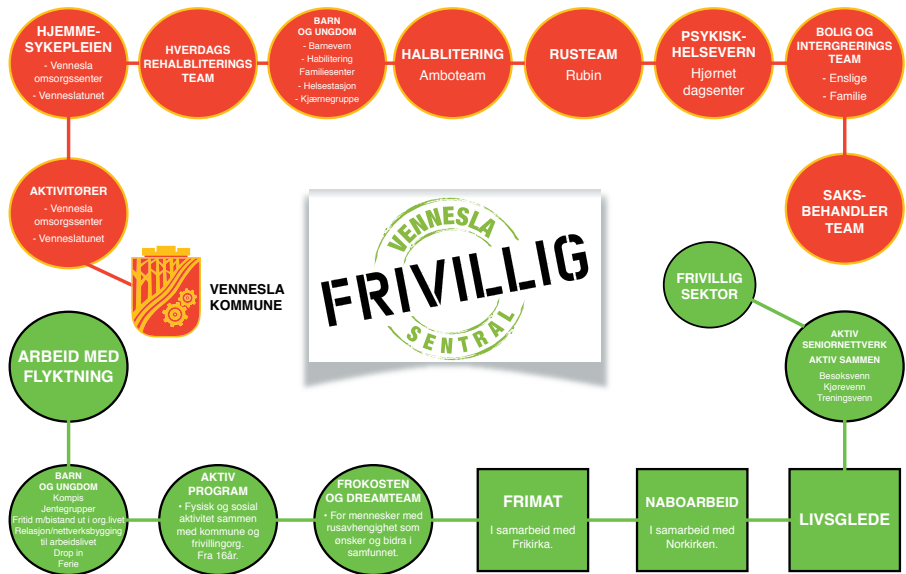 HJEMME-
SYKEPLEIEN
- Vennesla
omsorgssenter
- Venneslatunet
HVERDAGS
REHALBLITERINGS
TEAM
BARN
OG UNGDOM
- Barnevern
- Habilitering
Familiesenter
- Helsestasjon
- Kjæmegruppe
HALBLITERING
Amboteam
RUSTEAM
Rubin
PSYKISK-
HELSEVERN
Hjørnet
dagsenter
BOLIG OG
INTERGRERINGS
TEAM
- Enslige
- Familie
AKTIVITØRER
- Vennesla
omsorgssenter
- Venneslatunet
SAKS-
BEHANDLER
TEAM
VENNESLA
KOMMUNE
VENNESLA
FRIVILLIG
SENTRAL
FRIVILLIG
SEKTOR
ARBEID MED
FLYKTNING
AKTIV
SENIORNETTVERK
AKTIV SAMMEN
Besøksvenn
Kjørevenn
Treningsvenn
BARN
OG UNGDOM
Kompis
Jentegrupper
Fritid m/bistand ut i org.livet
Relasjon/nettverksbygging
til arbeidslivet
Drop in
Ferie
AKTIV
PROGRAM
• Fysisk og sosial
aktivitet sammen
med kommune og
frivillingorg.
Fra 16år.
FROKOSTEN
OG DREAMTEAM
• For mennesker med
rusavhengighet som
ønsker og bidra i
samfunnet.
FRIMAT
I samarbeid med
Frikirka.
NABOARBEID
I samarbeid med
Norkirken.
LIVSGLEDE